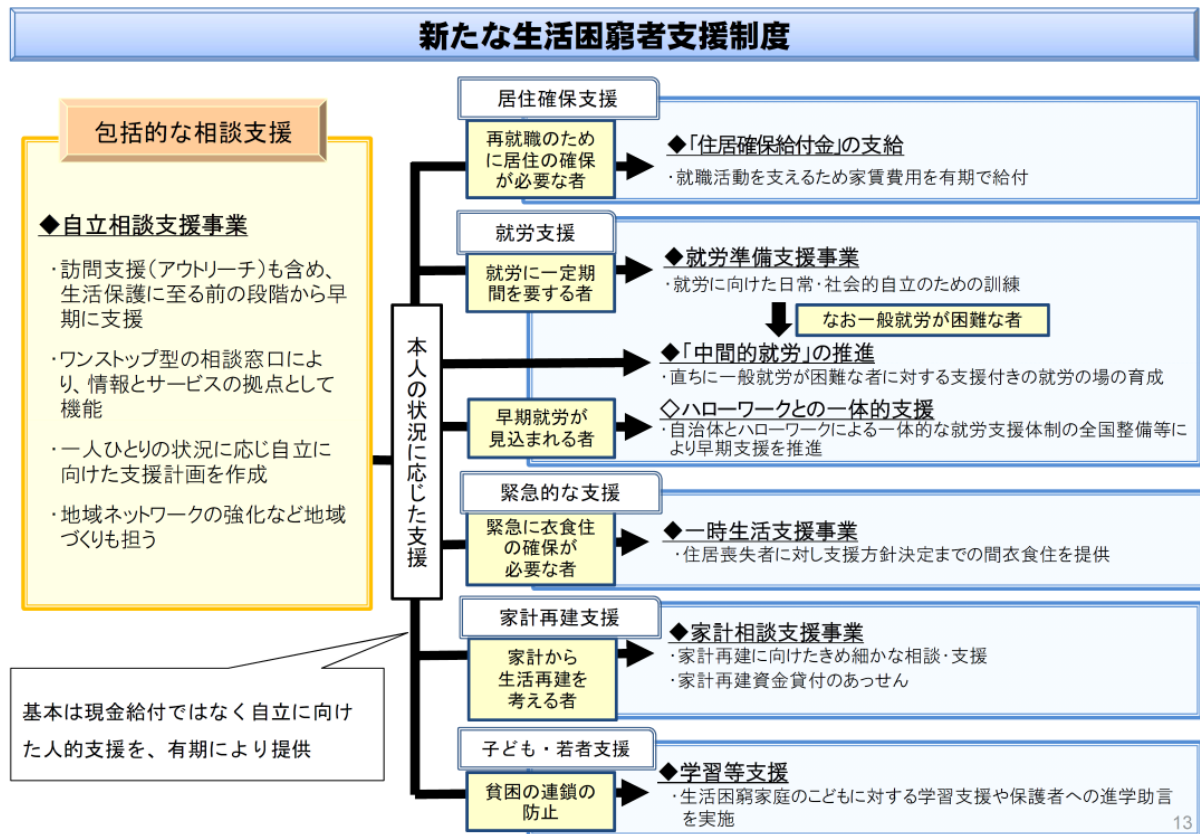 新たな生活困窮者支援制度
包括的な相談支援
◆自立相談支援事業
・訪問支援(アウトリーチ)も含め、
生活保護に至る前の段階から早
期に支援
・ワンストップ型の相談窓口によ
り、情報とサービスの拠点として
機能
・一人ひとりの状況に応じ自立に
向けた支援計画を作成
・地域ネットワークの強化など地域
づくりも担う
基本は現金給付ではなく自立に向け
た人的支援を、有期により提供
本人の状況に応じた支援
居住確保支援
再就職のため
に居住の確保
が必要な者
◆「住居確保給付金」の支給
・就職活動を支えるため家賃費用を有期で給付
就労支援
就労に一定期
間を要する者
◆就労準備支援事業
・就労に向けた日常・社会的自立のための訓練
なお一般就労が困難な者
◆「中間的就労」の推進
・直ちに一般就労が困難な者に対する支援付きの就労の場の育成
早期就労が
見込まれる者
◇ハローワークとの一体的支援
・自治体とハローワークによる一体的な就労支援体制の全国整備等に
より早期支援を推進
緊急的な支援
緊急に衣食住
の確保が
必要な者
◆一時生活支援事業
・住居喪失者に対し支援方針決定までの間衣食住を提供
家計再建支援
家計から
生活再建を
考える者
◆家計相談支援事業
・家計再建に向けたきめ細かな相談・支援
・家計再建資金貸付のあっせん
子ども・若者支援
貧困の連鎖の
防止
◆学習等支援
・生活困窮家庭のこどもに対する学習支援や保護者への進学助言
を実施
13